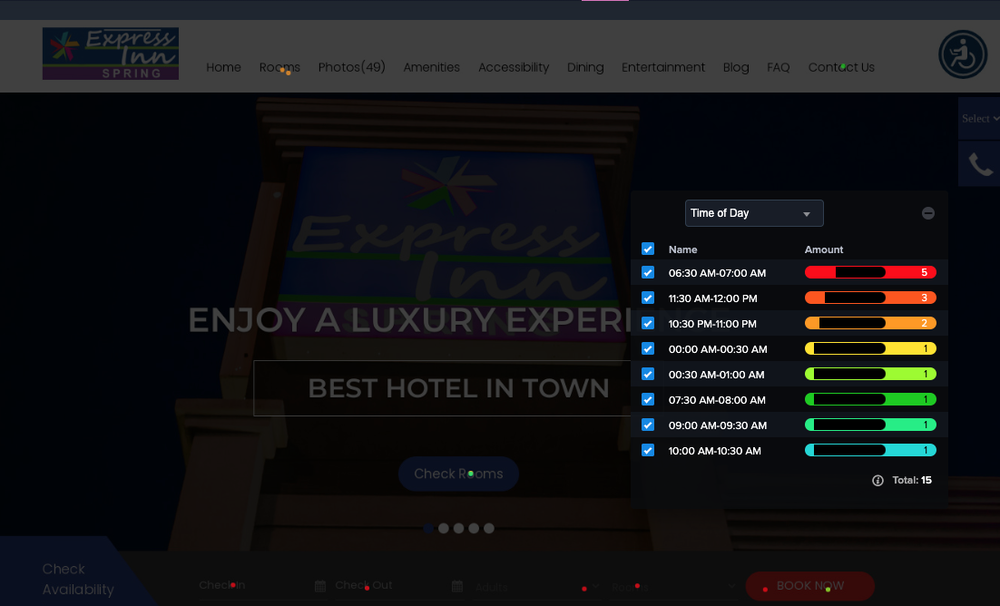 Express
Inn
SPRING
Home Rooms Photos(49) Amenities Accessibility Dining Entertainment Blog FAQ Contact Us
Select
Express
Inn
SPRING
ENJOY A LUXURY EXPERIENCE
BEST HOTEL IN TOWN
Check Rooms
Time of Day
Name Amount
06:30 AM-07:00 AM 5
11:30 AM-12:00 PM 3
10:30 PM-11:00 PM 2
00:00 AM-00:30 AM 1
00:30 AM-01:00 AM 1
07:30 AM-08:00 AM 1
09:00 AM-09:30 AM 1
10:00 AM-10:30 AM 1
Total: 15
Check
Availability
Check In
Check Out
Adults
Rooms
BOOK NOW